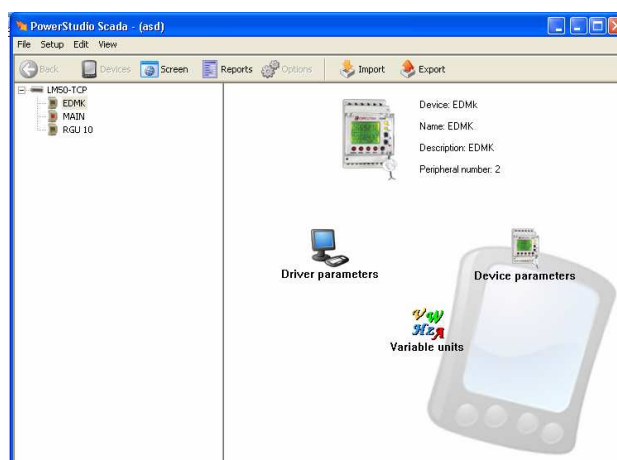 PowerStudio Scada - (asd)
File Setup Edit View
Back Devices Screen Reports Options Import Export
LM50-TCP
EDMK
MAIN
RGU 10
Device: EDMk
Name: EDMK
Description: EDMK
Peripheral number: 2
Driver parameters
Device parameters
Variable units